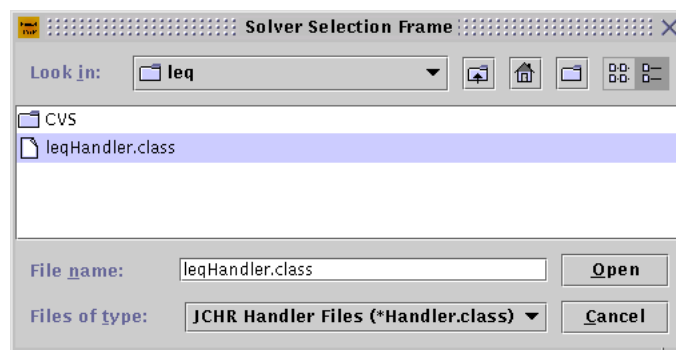 Solver Selection Frame
Look in: leq
CVS
leqHandler.class
File name: leqHandler.class Open
Files of type: JCHR Handler Files (*Handler.class) Cancel